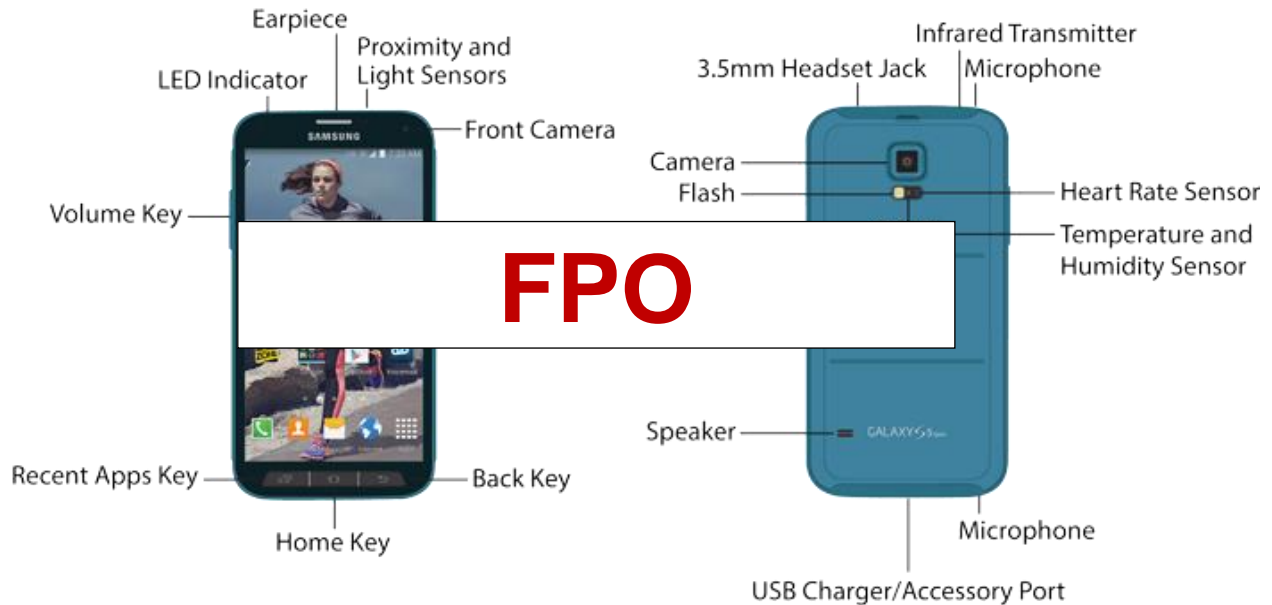 Earpiece
Proximity and
Light Sensors
LED Indicator
Front Camera
SAMSUNG
Volume Key
Recent Apps Key
Back Key
Home Key
Infrared Transmitter
3.5mm Headset Jack
Microphone
Camera
Flash
Heart Rate Sensor
Temperature and
Humidity Sensor
FPO
Speaker
GALAXY S5
Microphone
USB Charger/Accessory Port